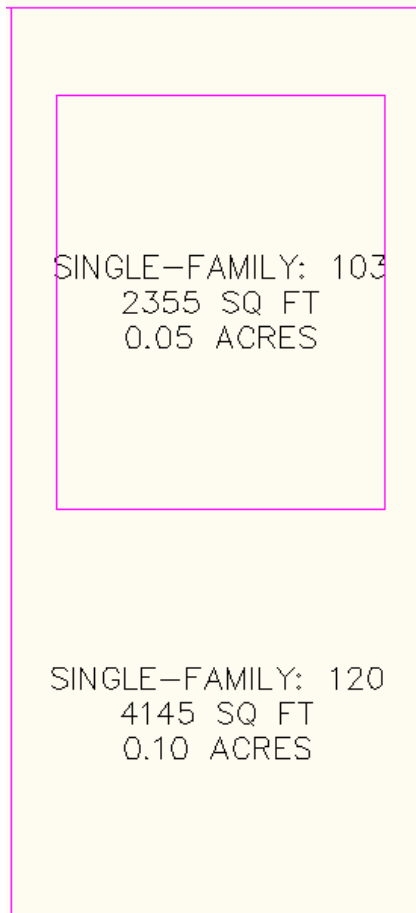 SINGLE-FAMILY: 103
2355 SQ FT
0.05 ACRES
SINGLE-FAMILY: 120
4145 SQ FT
0.10 ACRES